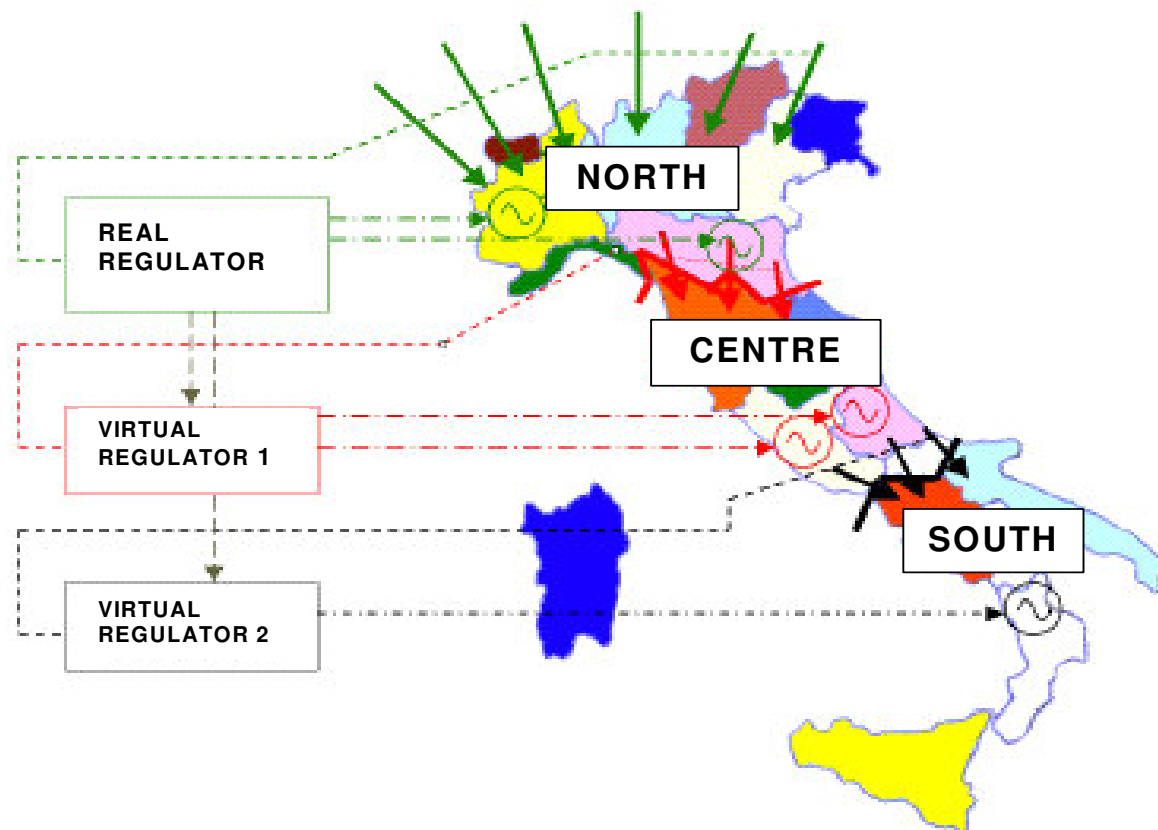 NORTH
REAL
REGULATOR
CENTRE
VIRTUAL
REGULATOR 1
SOUTH
VIRTUAL
REGULATOR 2